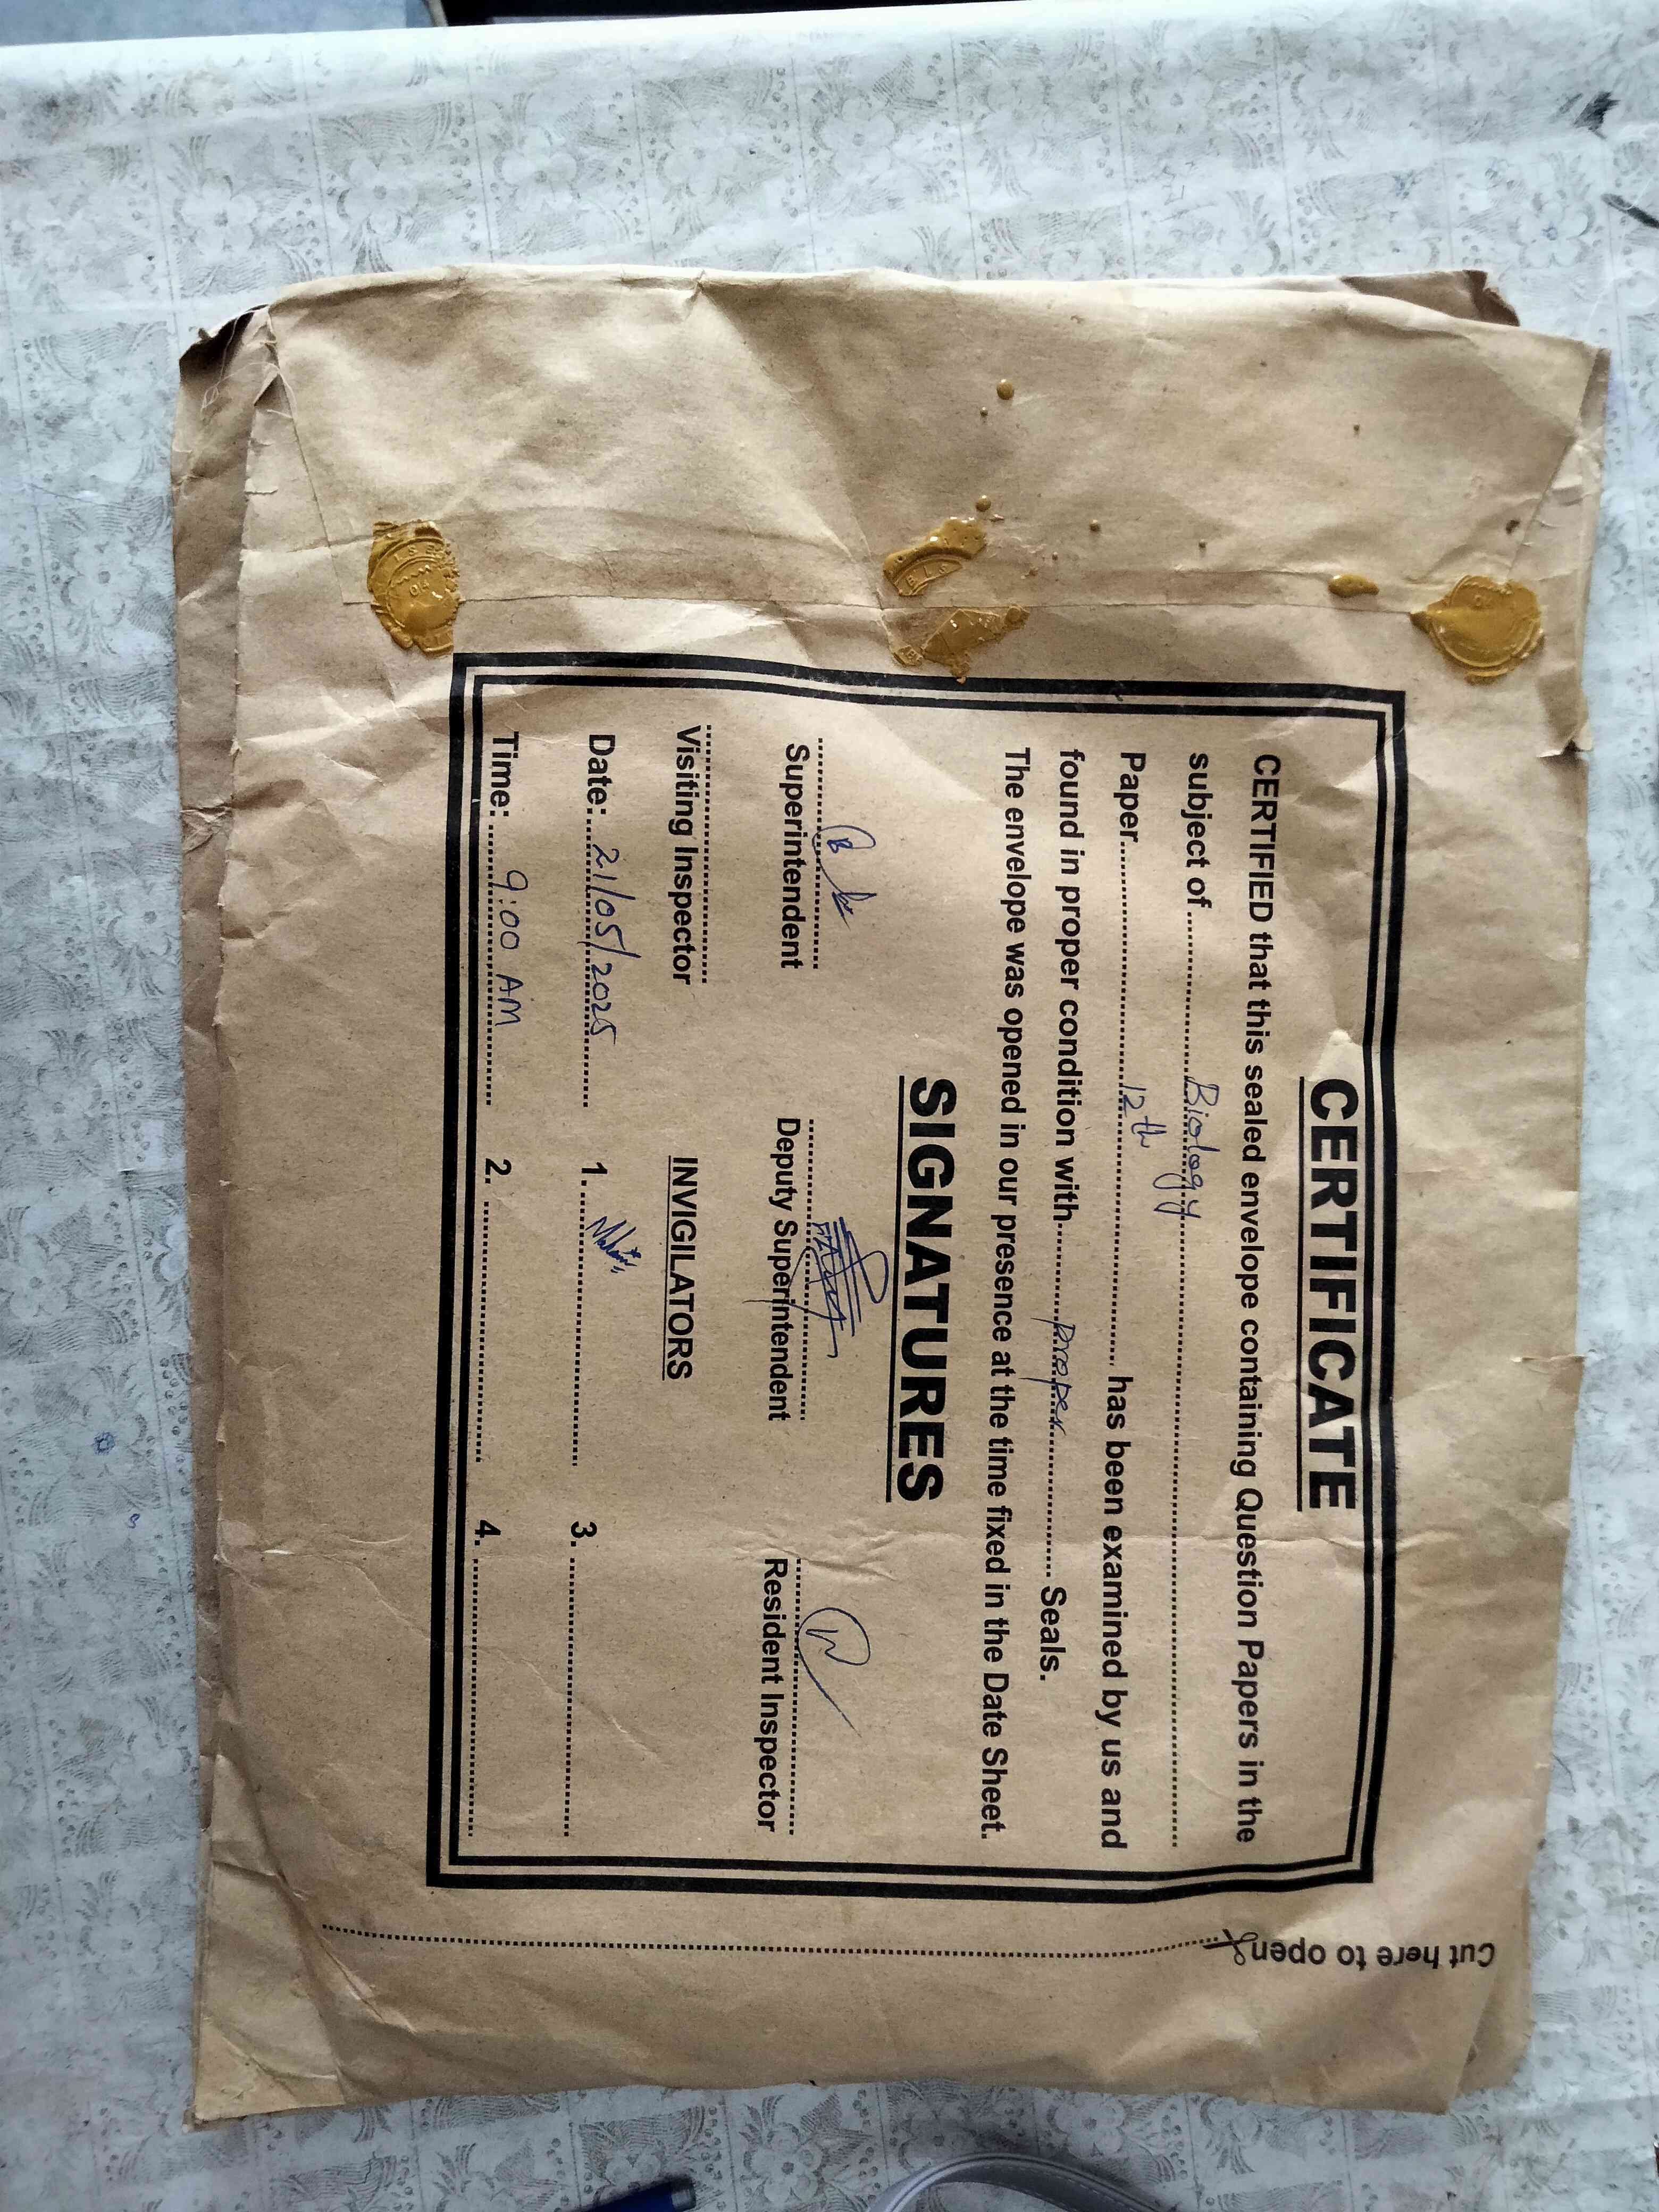 CERTIFICATE
CERTIFIED that this sealed envelope containing Question Papers in the
subject of ........ Biology ........
Paper ........ 12th ........ has been examined by us and
found in proper condition with ........ proper ........ Seals.
The envelope was opened in our presence at the time fixed in the Date Sheet.
SIGNATURES
Superintendent Deputy Superintendent Resident Inspector
Visiting Inspector INVIGILATORS
Date: 21/05/2025 1. ........ 3. ........
Time: 9:00 AM 2. ........ 4. ........
Cut here to open